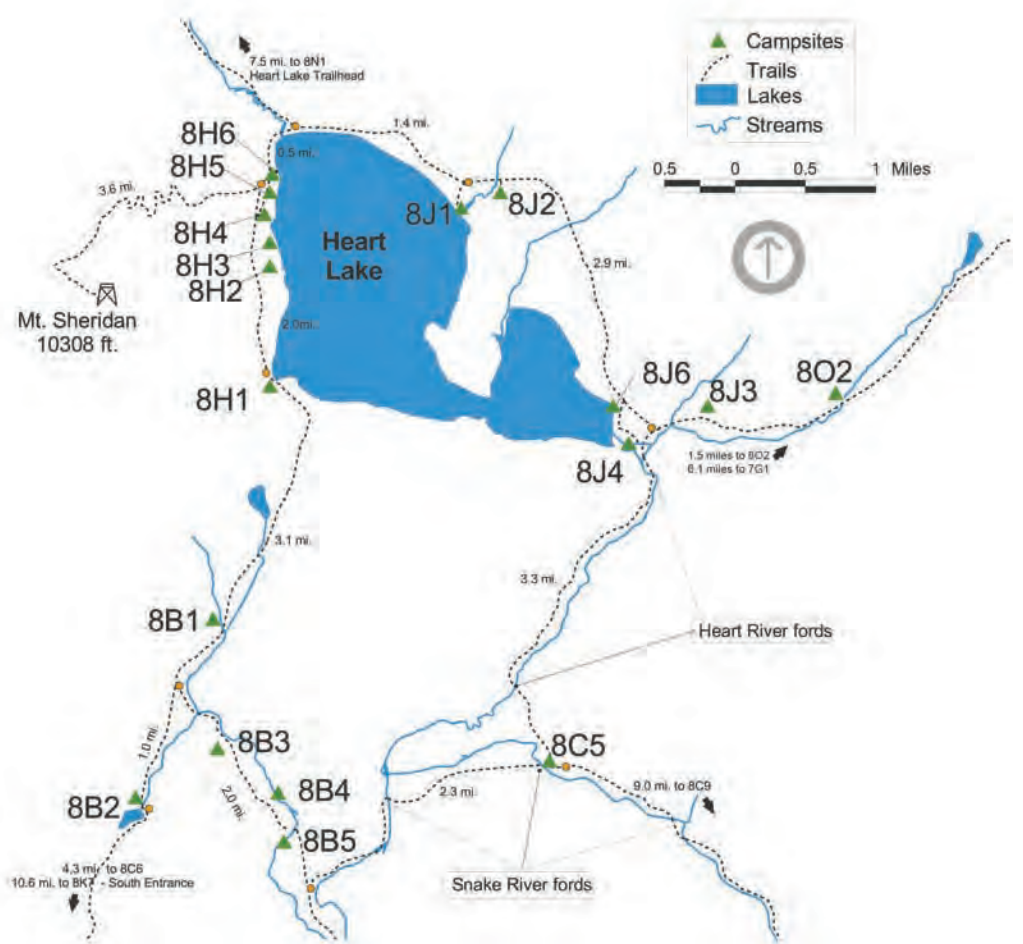 7.5 mi. to 8N1
Heart Lake Trailhead
Campsites
Trails
Lakes
Streams
0.5
0
0.5
1
Miles
1.4 mi.
8H6
0.5 mi.
8H5
3.6 mi.
8H4
8H3
8H2
8J1
8J2
Heart
Lake
2.9 mi.
Mt. Sheridan
10308 ft.
2.0mi.
8H1
8J6
8J3
8O2
8J4
1.5 miles to 8O2
6.1 miles to 7G1
3.1 mi.
3.3 mi.
8B1
Heart River fords
1.0 mi.
8B3
8C5
8B2
2.0 mi.
8B4
2.3 mi.
9.0 mi. to 8C9
8B5
4.3 mi. to 8C6
10.6 mi. to 8K7 - South Entrance
Snake River fords